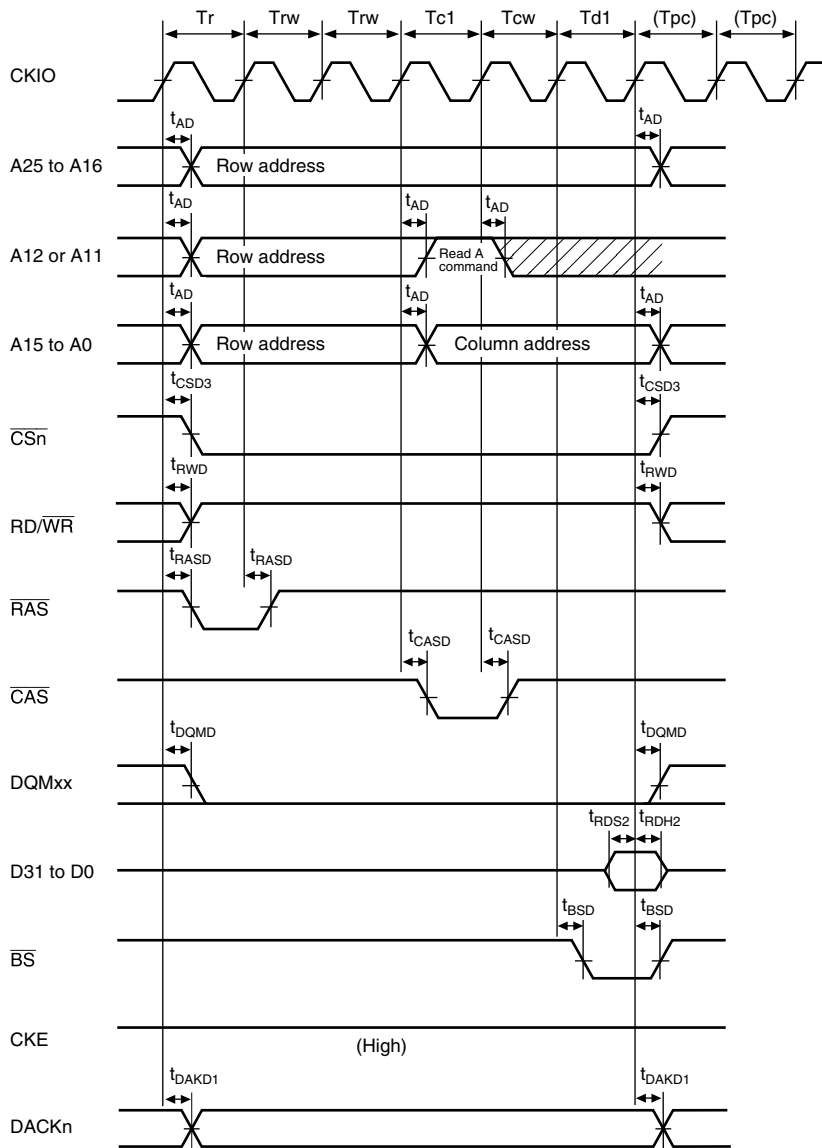 Tr Trw Trw Tc1 Tcw Td1 (Tpc) (Tpc)
CKIO
tAD tAD
A25 to A16 Row address
tAD tAD tAD
A12 or A11 Row address Read A
command
tAD tAD tAD
A15 to A0 Row address Column address
tCSD3 tCSD3
CSn
tRWD tRWD
RD/WR
tRASD tRASD
RAS
tCASD tCASD
CAS
tDQMD tDQMD
DQMxx
tRDS2 tRDH2
D31 to D0
tBSD tBSD
BS
CKE
(High)
tDAKD1 tDAKD1
DACKn